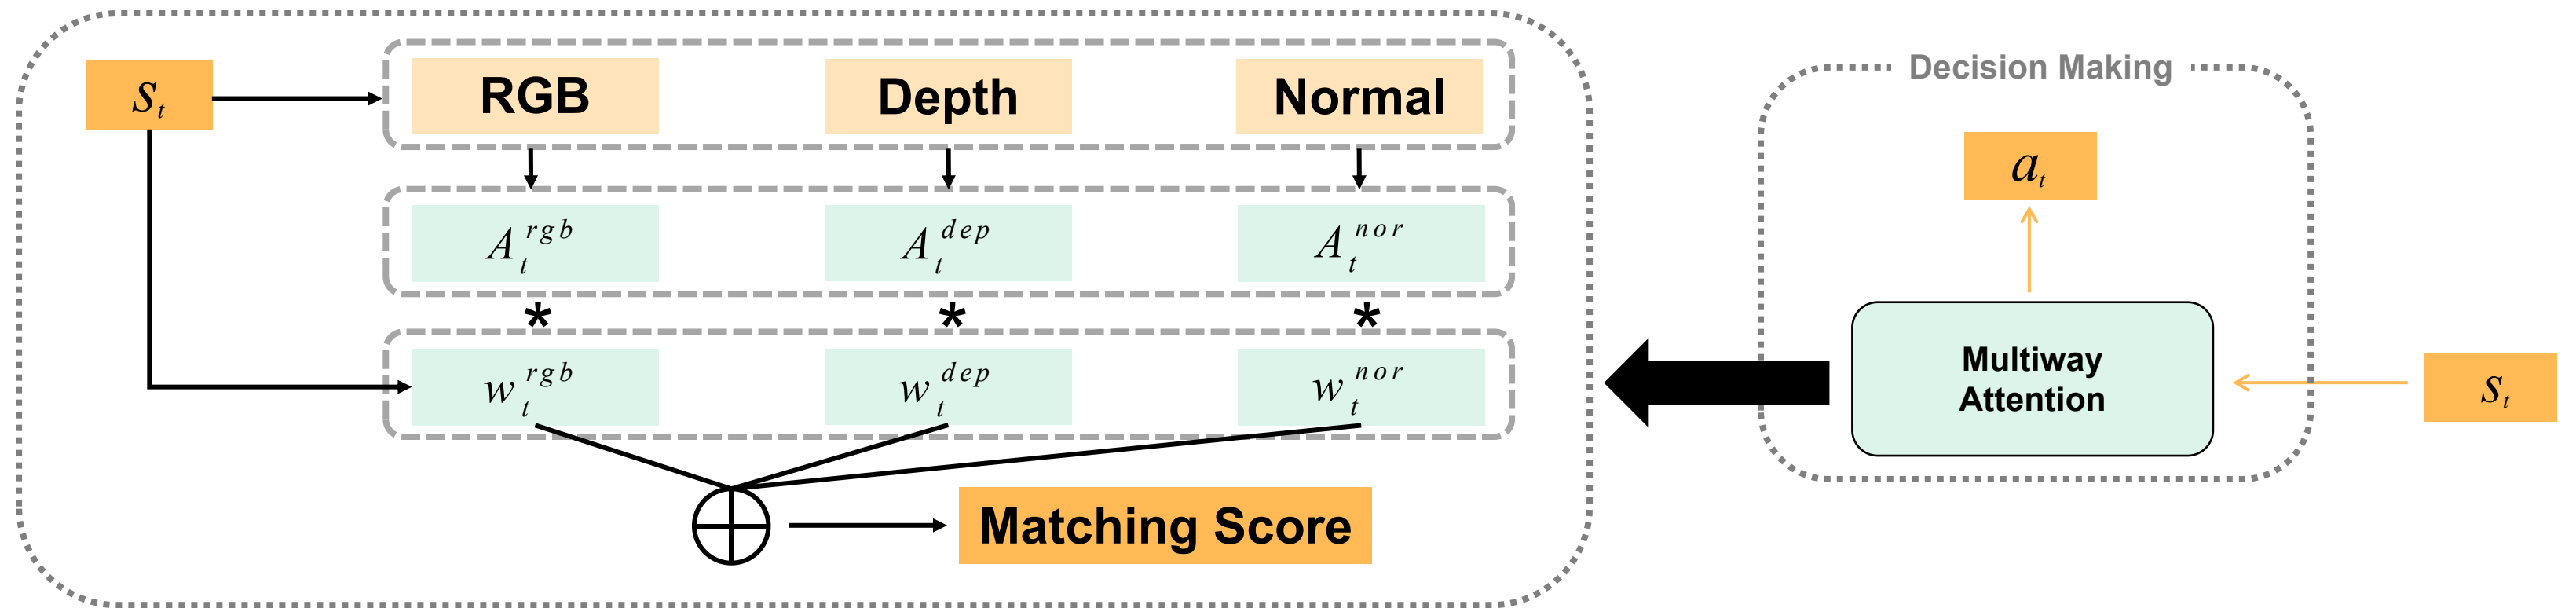 Decision Making
s_t
RGB
Depth
Normal
a_t
A_t^{rgb}
A_t^{dep}
A_t^{nor}
*
*
*
w_t^{rgb}
w_t^{dep}
w_t^{nor}
Multiway
Attention
s_t
Matching Score